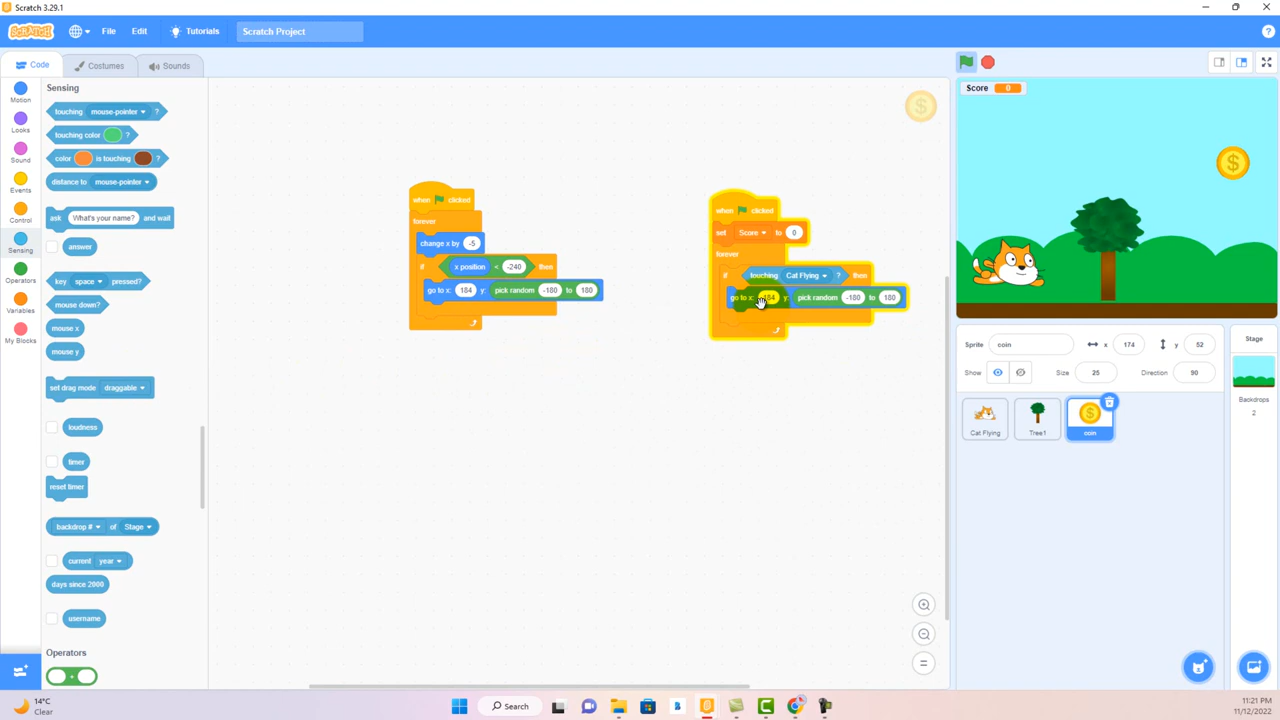 Scratch 3.29.1
SCRATCH File Edit Tutorials Scratch Project
Code Costumes Sounds
Motion
Looks
Sound
Events
Control
Sensing
Operators
Variables
My Blocks
Sensing
touching mouse-pointer ?
touching color ?
color is touching ?
distance to mouse-pointer
ask What's your name? and wait
answer
key space pressed?
mouse down?
mouse x
mouse y
set drag mode draggable
loudness
timer
reset timer
backdrop # of Stage
current year
days since 2000
username
Operators
+
when clicked
forever
change x by -5
if x position < -240 then
go to x: 184 y: pick random -180 to 180
when clicked
set Score to 0
forever
if touching Cat Flying ? then
go to x: 184 y: pick random -180 to 180
Score 0
Sprite coin x 174 y 52
Show Size 25 Direction 90
Cat Flying
Tree1
coin
Stage
Backdrops
2
14°C
Clear
Search
11:21 PM
11/12/2022